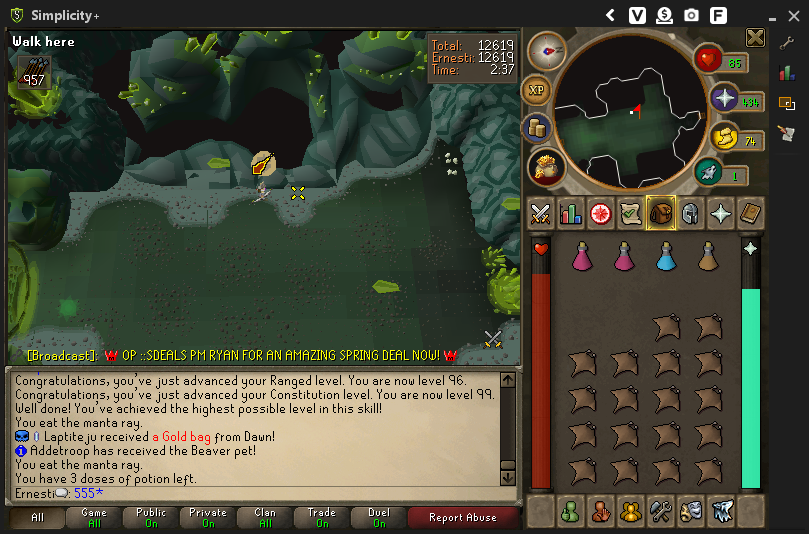 Simplicity+
Walk here
957
Total: 12619
Ernesti: 12619
Time: 2:37
XP
85
434
74
1
[Broadcast]: OP ::SDEALS PM RYAN FOR AN AMAZING SPRING DEAL NOW!
Congratulations, you've just advanced your Ranged level. You are now level 96.
Congratulations, you've just advanced your Constitution level. You are now level 99.
Well done! You've achieved the highest possible level in this skill!
You eat the manta ray.
Laptiteju received a Gold bag from Dawn!
Addetroop has received the Beaver pet!
You eat the manta ray.
You have 3 doses of potion left.
Ernesti: 555*
All
Game
All
Public
On
Private
On
Clan
All
Trade
On
Duel
On
Report Abuse